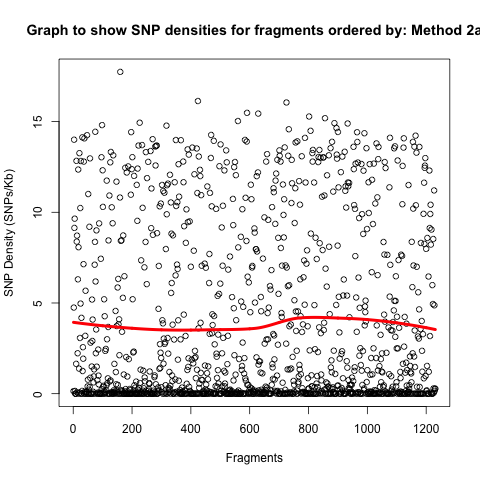 Graph to show SNP densities for fragments ordered by: Method 2a
SNP Density (SNPs/Kb)
15
10
5
0
0 200 400 600 800 1000 1200
Fragments